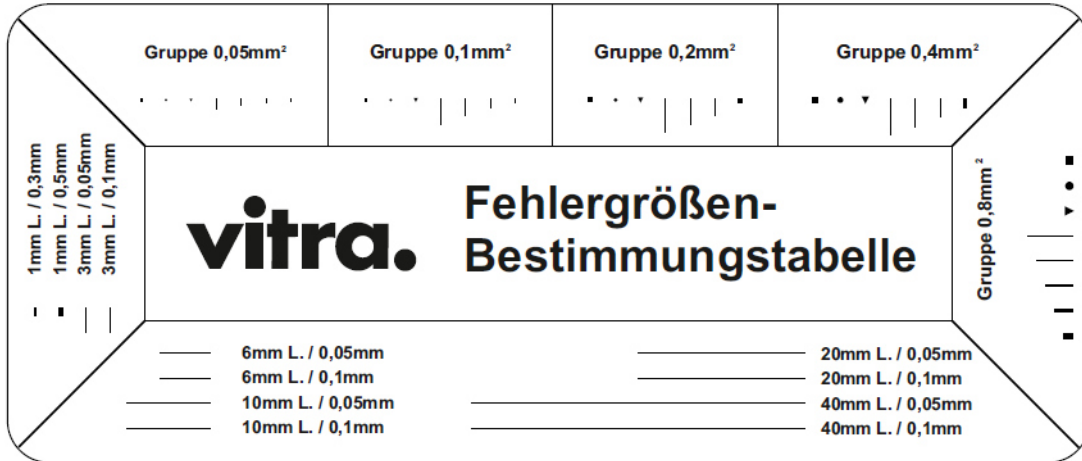 Gruppe 0,05mm²
Gruppe 0,1mm²
Gruppe 0,2mm²
Gruppe 0,4mm²
1mm L. / 0,3mm
1mm L. / 0,5mm
3mm L. / 0,05mm
3mm L. / 0,1mm
vitra.
Fehlergrößen-
Bestimmungstabelle
Gruppe 0,8mm²
6mm L. / 0,05mm
6mm L. / 0,1mm
10mm L. / 0,05mm
10mm L. / 0,1mm
20mm L. / 0,05mm
20mm L. / 0,1mm
40mm L. / 0,05mm
40mm L. / 0,1mm